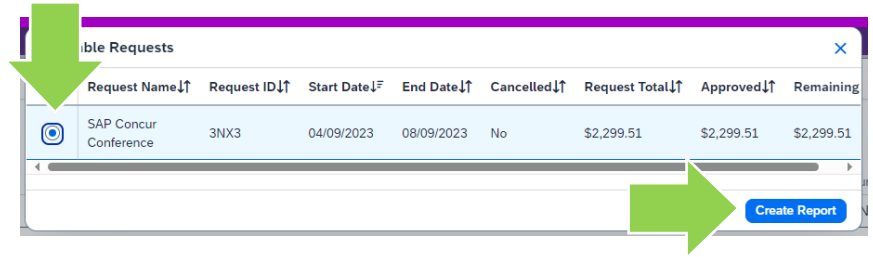 able Requests
Request Name Request ID Start Date End Date Cancelled Request Total Approved Remaining
SAP Concur
Conference 3NX3 04/09/2023 08/09/2023 No $2,299.51 $2,299.51 $2,299.51
Create Report